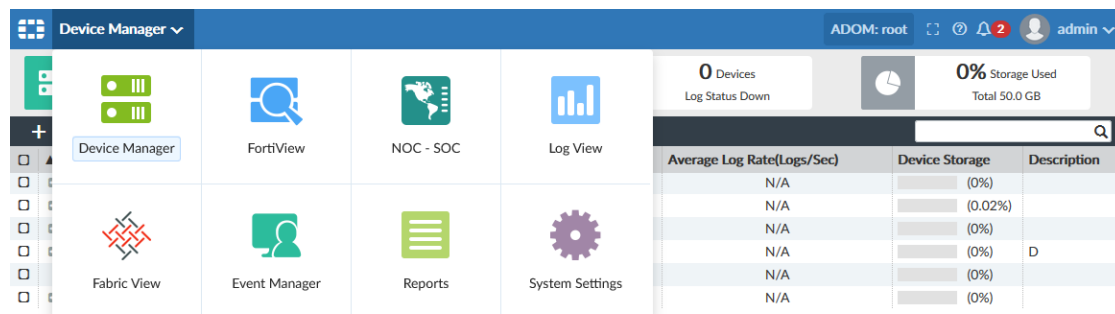 Device Manager ADOM: root 2 admin
0 Devices 0% Storage Used
Log Status Down Total 50.0 GB
+
Device Manager FortiView NOC - SOC Log View
Average Log Rate(Logs/Sec) Device Storage Description
N/A (0%)
N/A (0.02%)
N/A (0%)
N/A (0%) D
N/A (0%)
N/A (0%)
Fabric View Event Manager Reports System Settings